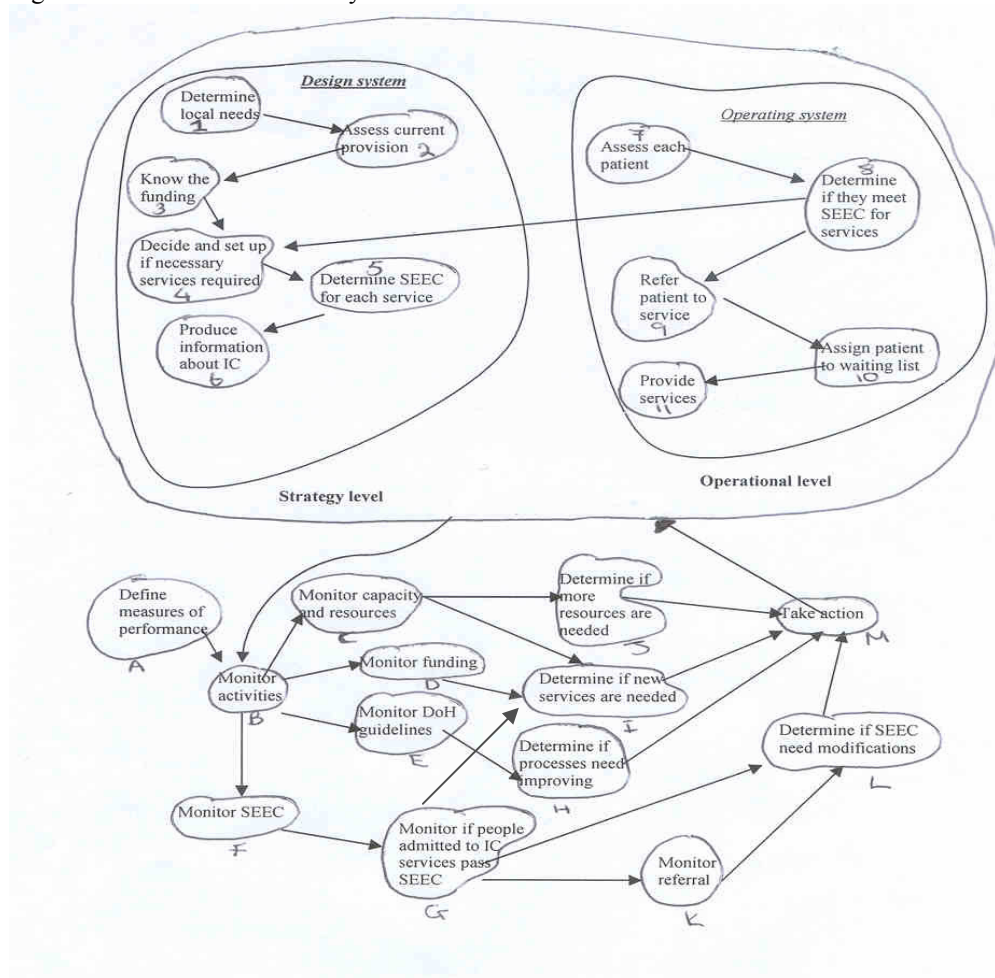 Design system
Determine
local needs
1
Assess current
provision 2
Know the
funding
3
Decide and set up
if necessary
services required
4
5
Determine SEEC
for each service
Produce
information
about IC
6
Strategy level
Operating system
7
Assess each
patient
8
Determine
if they meet
SEEC for
services
Refer
patient to
service
9
Assign patient
to waiting list
10
Provide
services
11
Operational level
Define
measures of
performance
A
Monitor
activities
B
Monitor capacity
and resources
C
Monitor funding
D
Monitor DoH
guidelines
E
Monitor SEEC
F
Monitor if people
admitted to IC
services pass
SEEC
G
Determine if
processes need
improving
H
Determine if new
services are needed
I
Determine if
more
resources are
needed
J
Monitor
referral
K
Determine if SEEC
need modifications
L
Take action
M